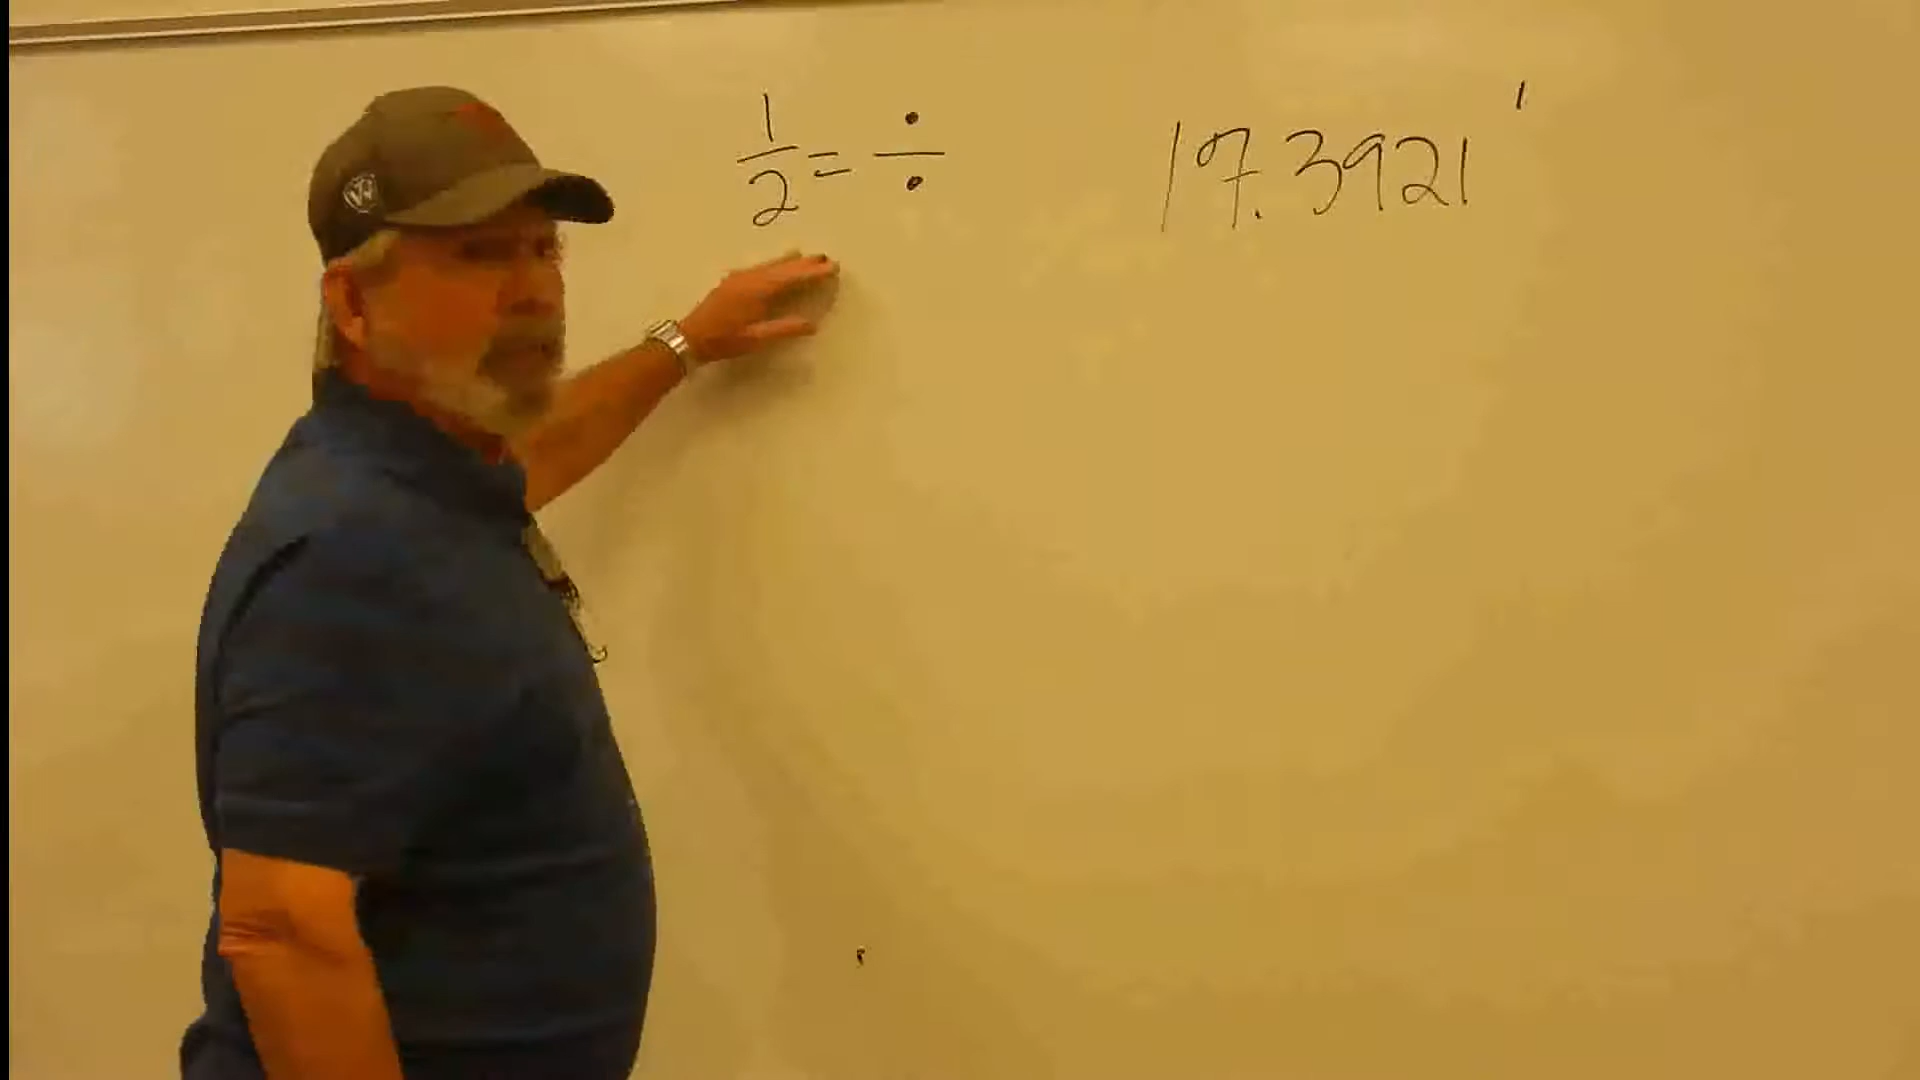 1/2 = ÷
17.3921'
W